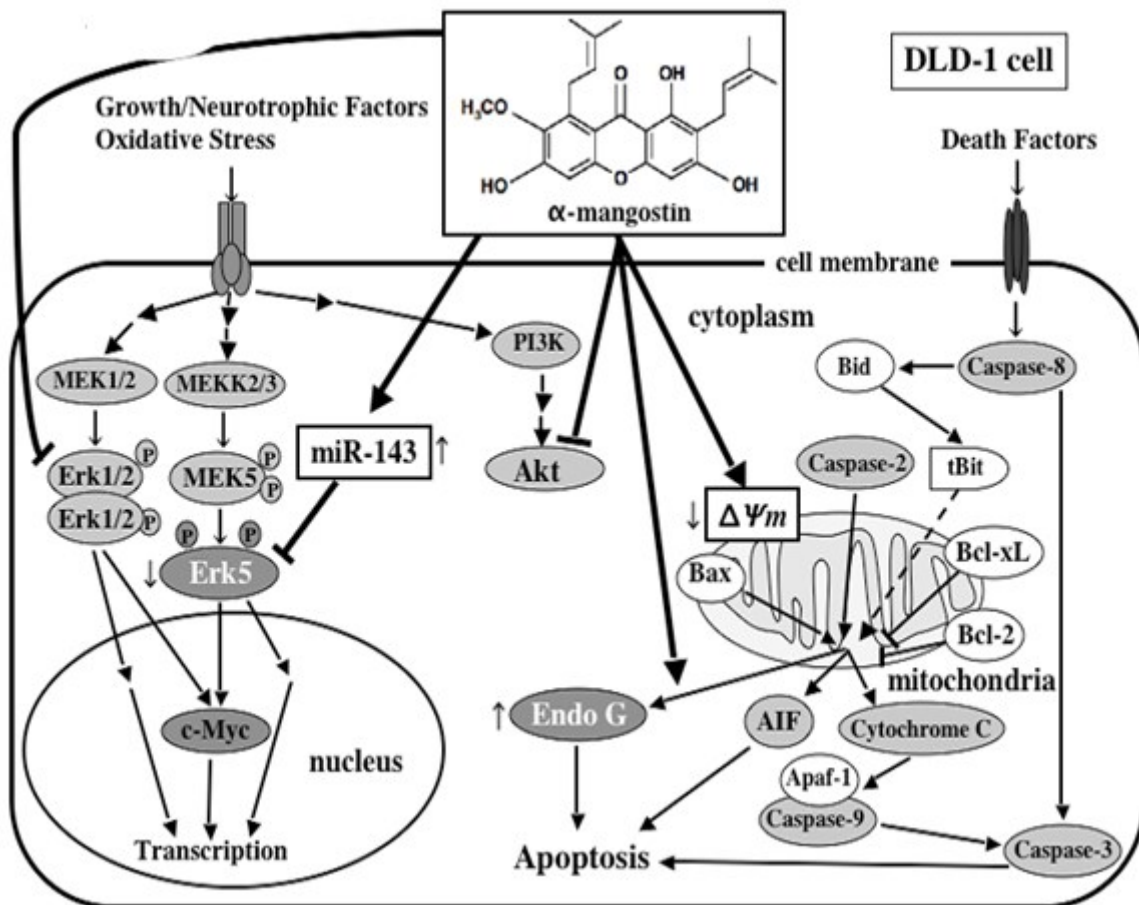 DLD-1 cell
Growth/Neurotrophic Factors
Oxidative Stress
H₃CO
O
OH
HO
O
OH
α-mangostin
Death Factors
cell membrane
cytoplasm
PI3K
MEK1/2
MEKK2/3
Bid
Caspase-8
miR-143 ↑
Akt
Caspase-2
tBit
Erk1/2
P
MEK5
P
P
Erk1/2
P
↓ ΔΨm
P
P
↓ Erk5
Bax
Bcl-xL
Bcl-2
mitochondria
↑ Endo G
AIF
Cytochrome C
c-Myc
nucleus
Apaf-1
Caspase-9
Transcription
Apoptosis
Caspase-3